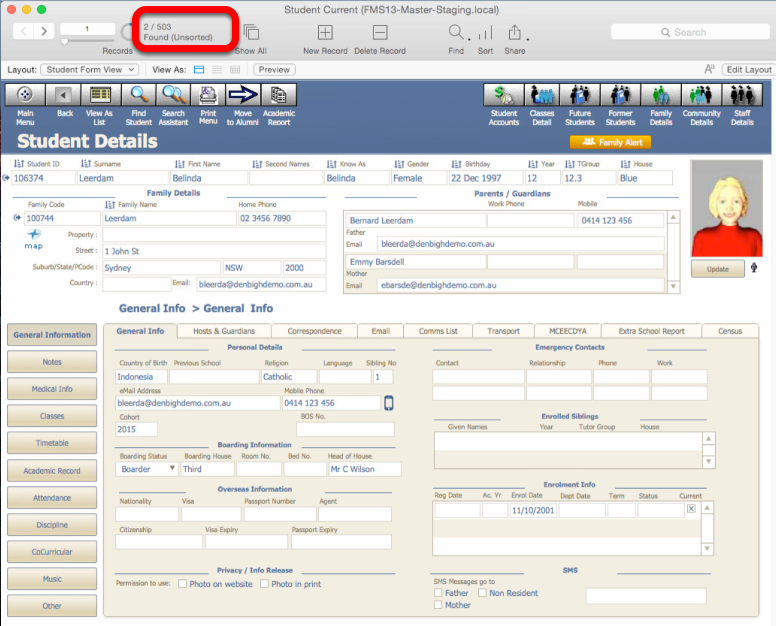 Student Current (FMS13-Master-Staging.local)
1
2 / 503
Found (Unsorted)
Records
Show All
New Record
Delete Record
Find
Sort
Share
Search
Layout:
Student Form View
View As:
Preview
Aª
Edit Layout
Main Menu
Back
View As List
Find Student
Search Assistant
Print Menu
Move to Alumni
Academic Record
Student Accounts
Classes Detail
Future Students
Former Students
Family Details
Community Details
Staff Details
Student Details
Family Alert
Student ID
Surname
First Name
Second Names
Know As
Gender
Birthday
Year
TGroup
House
106374
Leerdam
Belinda
Belinda
Female
22 Dec 1997
12
12.3
Blue
Family Details
Family Code
Family Name
Home Phone
100744
Leerdam
02 3456 7890
map
Property :
Street :
1 John St
Suburb/State/PCode :
Sydney
NSW
2000
Country :
Email:
bleerda@denbighdemo.com.au
Parents / Guardians
Work Phone
Mobile
Bernard Leerdam
0414 123 456
Father
Email
bleerda@denbighdemo.com.au
Emmy Barsdell
Mother
Email
ebarsde@denbighdemo.com.au
Update
General Info > General Info
General Information
Notes
Medical Info
Classes
Timetable
Academic Record
Attendance
Discipline
CoCurricular
Music
Other
General Info
Hosts & Guardians
Correspondence
Email
Comms List
Transport
MCEECDYA
Extra School Report
Census
Personal Details
Country of Birth
Previous School
Religion
Language
Sibling No
Indonesia
Catholic
1
eMail Address
Mobile Phone
bleerda@denbighdemo.com.au
0414 123 456
Cohort
BOS No.
2015
Boarding Information
Boarding Status
Boarding House
Room No.
Bed No.
Head of House
Boarder
Third
Mr C Wilson
Overseas Information
Nationality
Visa
Passport Number
Agent
Citizenship
Visa Expiry
Passport Expiry
Privacy / Info Release
Permission to use:
Photo on website
Photo in print
Emergency Contacts
Contact
Relationship
Phone
Work
Enrolled Siblings
Given Names
Year
Tutor Group
House
Enrolment Info
Reg Date
Ac. Yr
Enrol Date
Dept Date
Term
Status
Current
11/10/2001
SMS
SMS Messages go to
Father
Non Resident
Mother